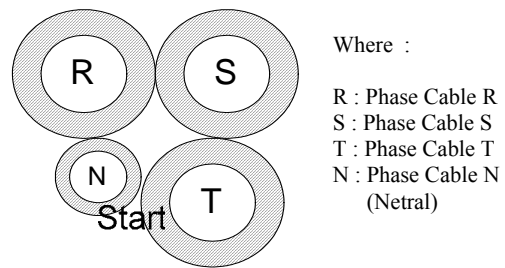 R S
N T
Start
Where :
R : Phase Cable R
S : Phase Cable S
T : Phase Cable T
N : Phase Cable N
(Netral)